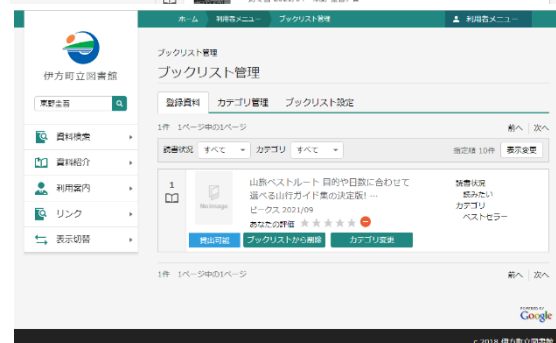 ホーム 利用者メニュー ブックリスト管理 利用者メニュー
伊方町立図書館
東野圭吾
資料検索
資料紹介
利用案内
リンク
表示切替
ブックリスト管理
ブックリスト管理
登録資料 カテゴリ管理 ブックリスト設定
1件 1ページ中の1ページ 前へ 次へ
読書状況 すべて カテゴリ すべて 指定順 10件 表示変更
1
No Image
山旅ベストルート 目的や日数に合わせて
選べる山行ガイド集の決定版! …
ピークス 2021/09
あなたの評価
貸出可能 ブックリストから削除 カテゴリ変更
読書状況
読みたい
カテゴリ
ベストセラー
1件 1ページ中の1ページ 前へ 次へ
POWERED BY
Google
c 2018 伊方町立図書館